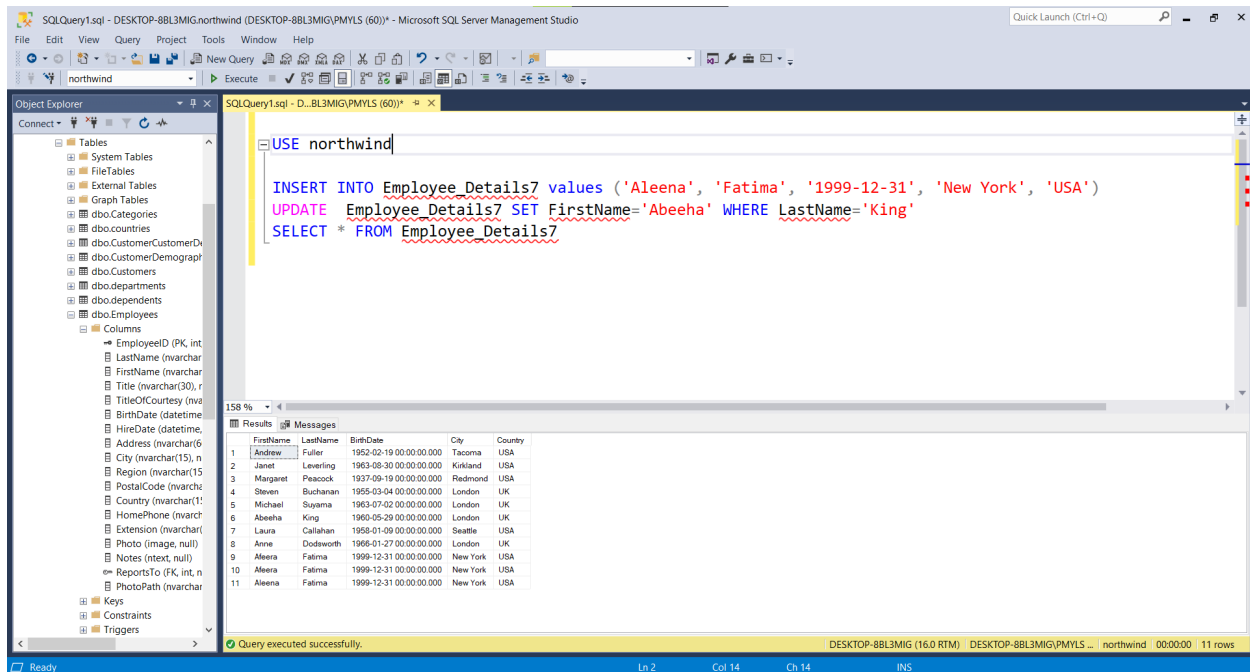 SQLQuery1.sql - DESKTOP-8BL3MIG.northwind (DESKTOP-8BL3MIG\PMYLS (60))* - Microsoft SQL Server Management Studio
Quick Launch (Ctrl+Q)
File Edit View Query Project Tools Window Help
New Query
northwind
Execute
Object Explorer
SQLQuery1.sql - D...BL3MIG\PMYLS (60))*
Connect
Tables
System Tables
FileTables
External Tables
Graph Tables
dbo.Categories
dbo.countries
dbo.CustomerCustomerDe
dbo.CustomerDemograph
dbo.Customers
dbo.departments
dbo.dependents
dbo.Employees
Columns
EmployeeID (PK, int
LastName (nvarchar
FirstName (nvarchar
Title (nvarchar(30), r
TitleOfCourtesy (nva
BirthDate (datetime
HireDate (datetime,
Address (nvarchar(6
City (nvarchar(15), n
Region (nvarchar(15
PostalCode (nvarcha
Country (nvarchar(1
HomePhone (nvarch
Extension (nvarchar(
Photo (image, null)
Notes (ntext, null)
ReportsTo (FK, int, n
PhotoPath (nvarchar
Keys
Constraints
Triggers
USE northwind
INSERT INTO Employee_Details7 values ('Aleena', 'Fatima', '1999-12-31', 'New York', 'USA')
UPDATE Employee_Details7 SET FirstName='Abeeha' WHERE LastName='King'
SELECT * FROM Employee_Details7
158 %
Results Messages
FirstName LastName BirthDate City Country
1 Andrew Fuller 1952-02-19 00:00:00.000 Tacoma USA
2 Janet Leverling 1963-08-30 00:00:00.000 Kirkland USA
3 Margaret Peacock 1937-09-19 00:00:00.000 Redmond USA
4 Steven Buchanan 1955-03-04 00:00:00.000 London UK
5 Michael Suyama 1963-07-02 00:00:00.000 London UK
6 Abeeha King 1960-05-29 00:00:00.000 London UK
7 Laura Callahan 1958-01-09 00:00:00.000 Seattle USA
8 Anne Dodsworth 1966-01-27 00:00:00.000 London UK
9 Afeera Fatima 1999-12-31 00:00:00.000 New York USA
10 Afeera Fatima 1999-12-31 00:00:00.000 New York USA
11 Aleena Fatima 1999-12-31 00:00:00.000 New York USA
Query executed successfully.
DESKTOP-8BL3MIG (16.0 RTM) DESKTOP-8BL3MIG\PMYLS ... northwind 00:00:00 11 rows
Ready
Ln 2 Col 14 Ch 14 INS